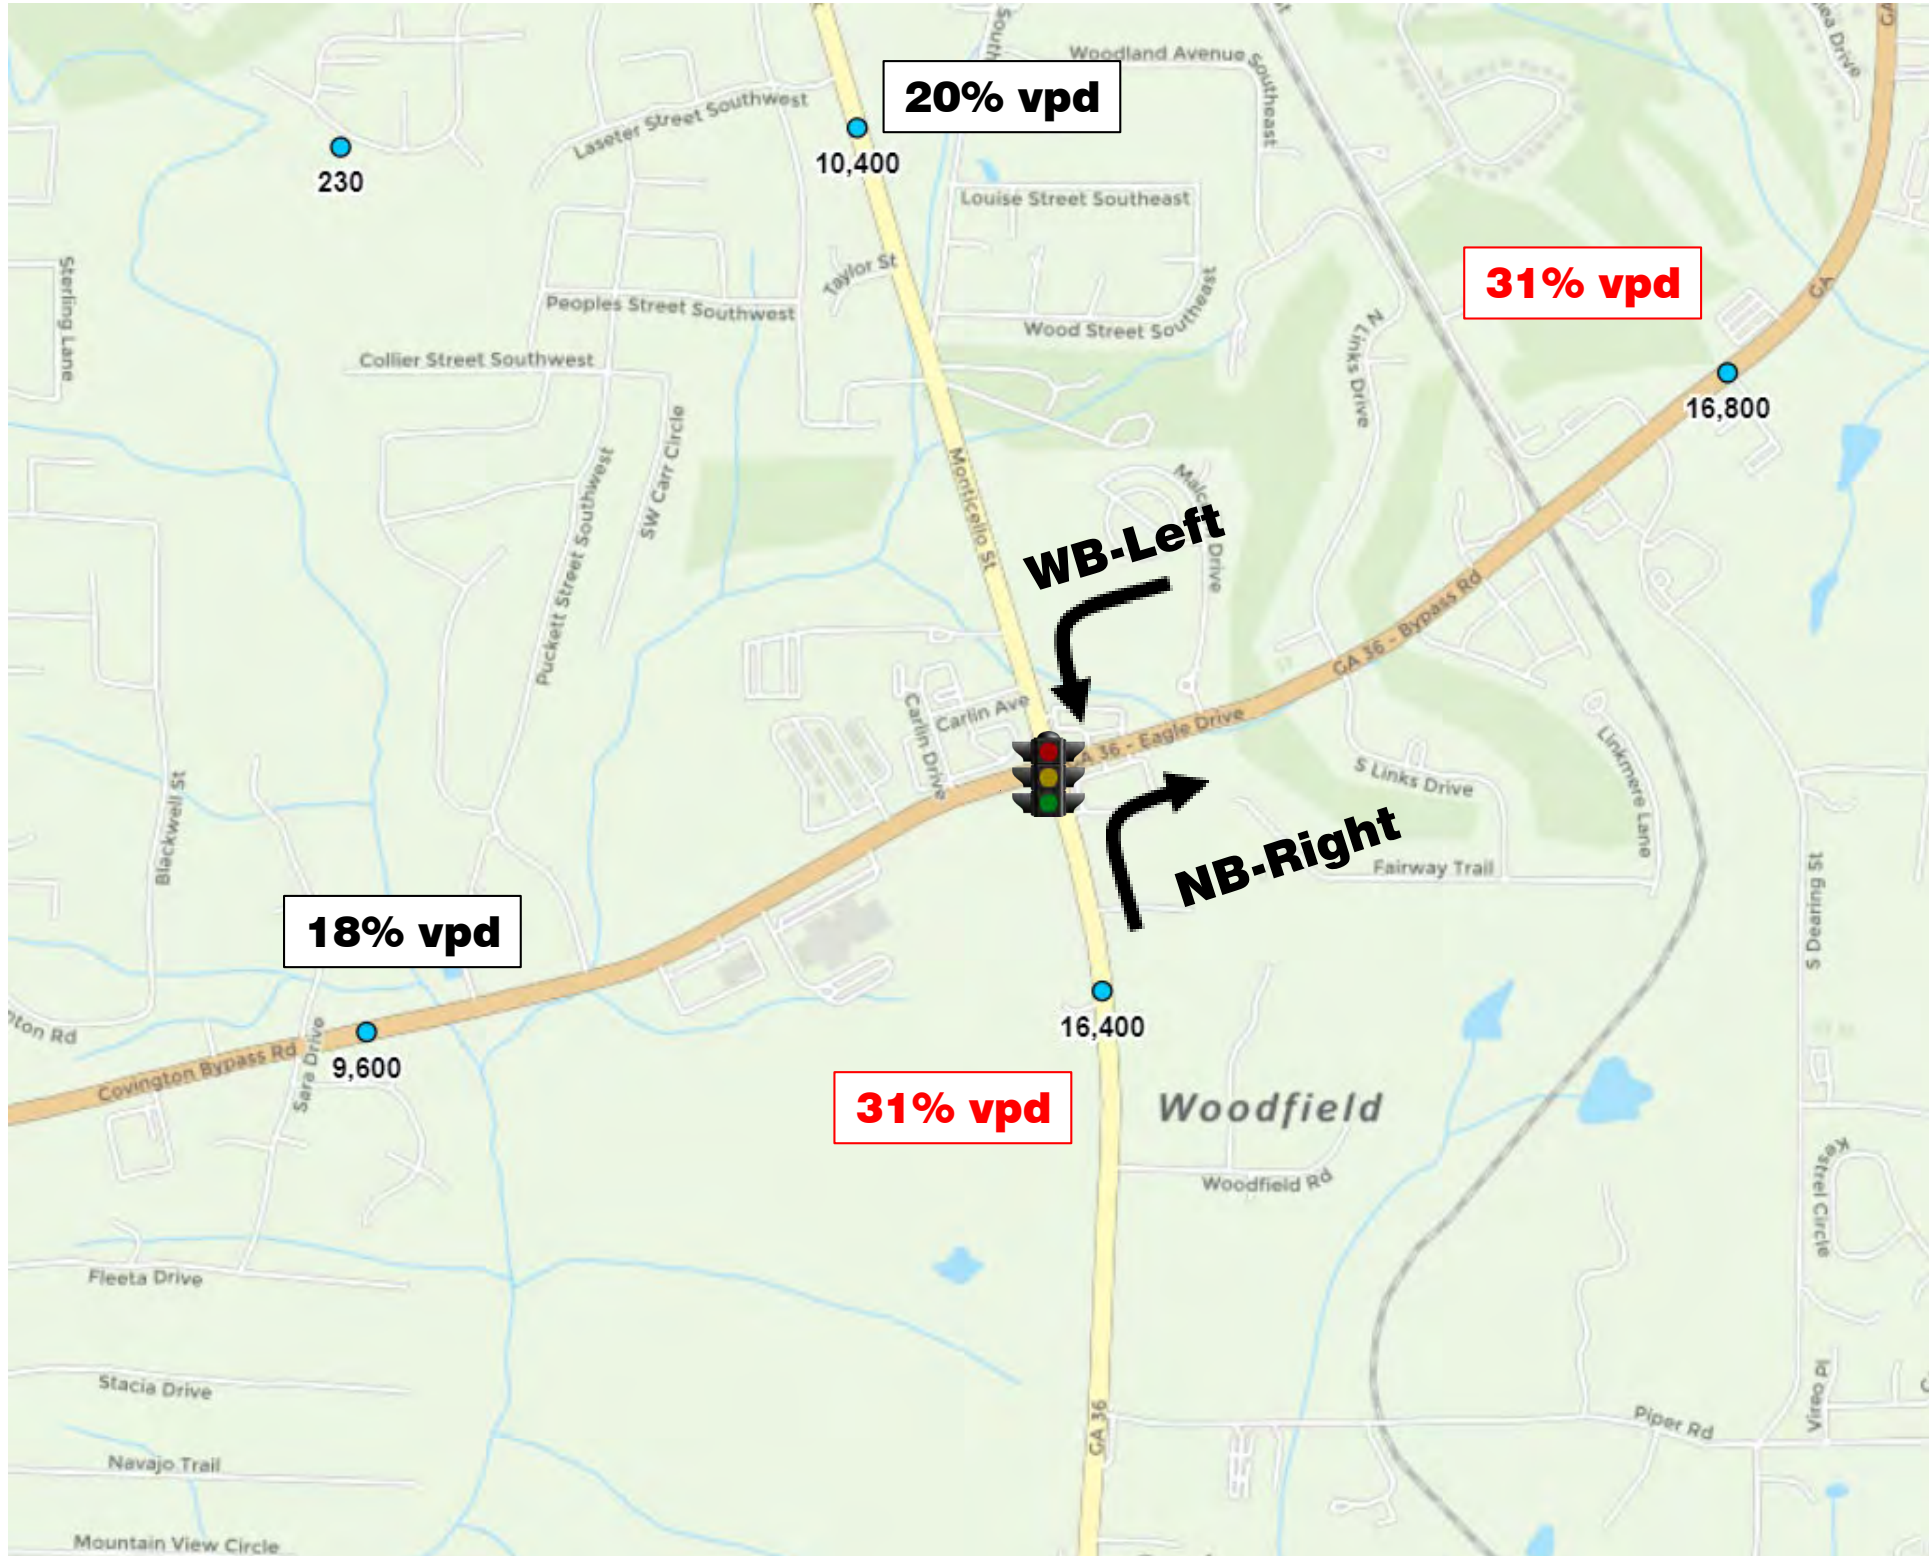 Woodland Avenue Southeast
20% vpd
Laseter Street Southwest
10,400
230
Louise Street Southeast
Sterling Lane
Taylor St
31% vpd
GA
Peoples Street Southwest
Wood Street Southeast
N Links Drive
Collier Street Southwest
16,800
SW Carr Circle
Monticello St
Puckett Street Southwest
Drive
WB-Left
GA 36 - Bypass Rd
Carlin Ave
Carlin Drive
A 36 - Eagle Drive
S Links Drive
Linkmere Lane
Blackwell St
NB-Right
Fairway Trail
S Dearing St
18% vpd
16,400
Covington Bypass Rd
Sara Drive
9,600
31% vpd
Woodfield
Woodfield Rd
Kestrel Circle
Fleeta Drive
Stacia Drive
GA 36
Piper Rd
Vireo Pl
Navajo Trail
Mountain View Circle